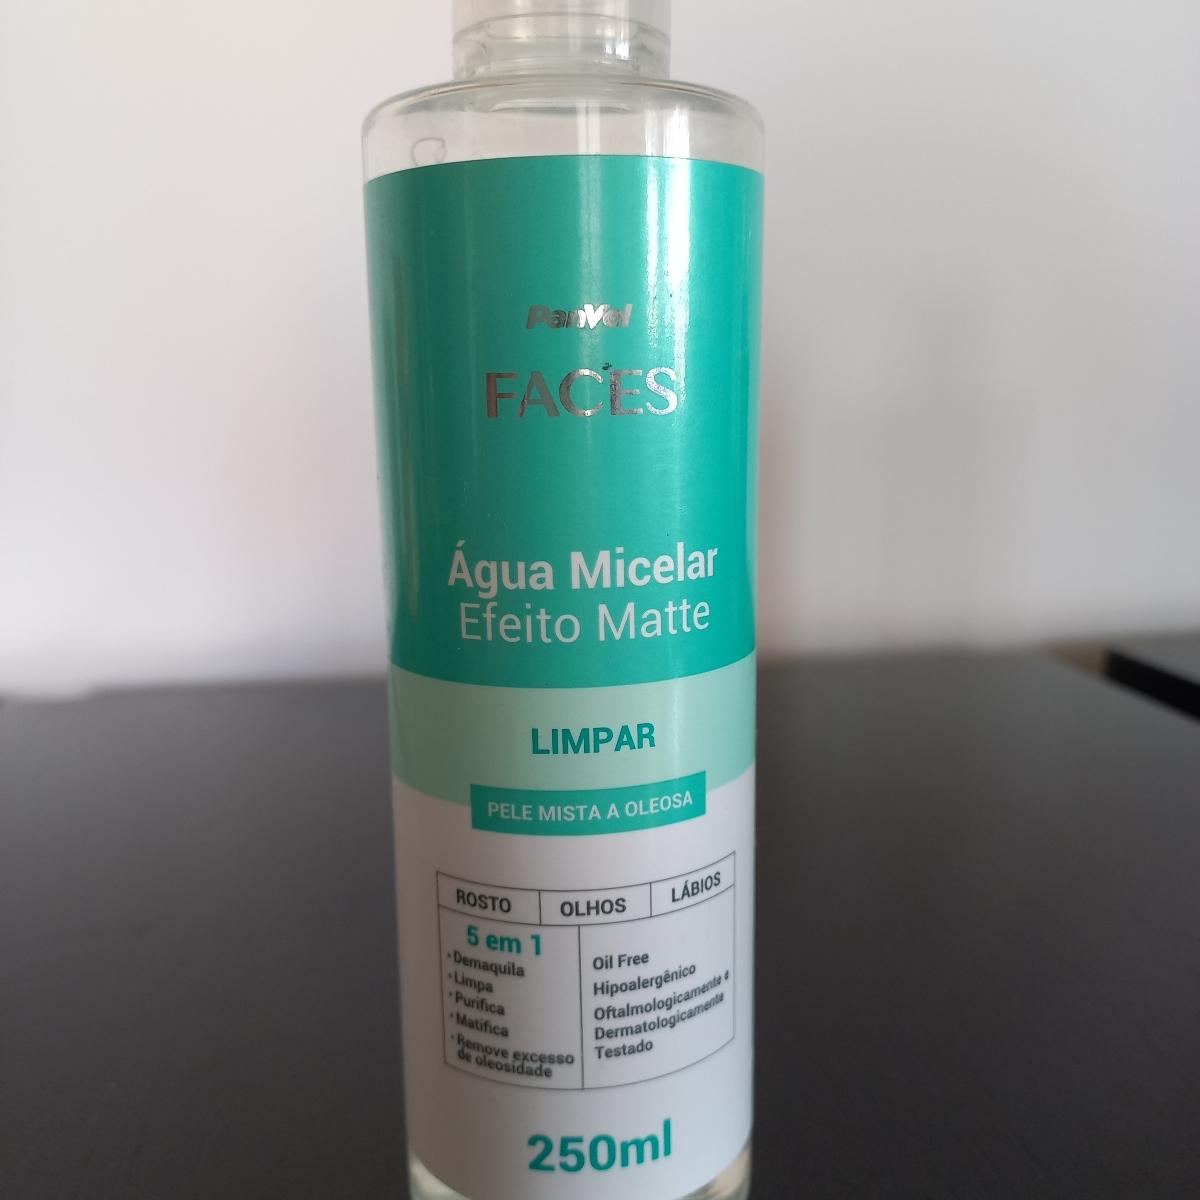 PanVel
FACES
Água Micelar
Efeito Matte
LIMPAR
PELE MISTA A OLEOSA
ROSTO OLHOS LÁBIOS
5 em 1
• Demaquila
• Limpa
• Purifica
• Matifica
• Remove excesso
de oleosidade
Oil Free
Hipoalergênico
Oftalmologicamente e
Dermatologicamente
Testado
250ml